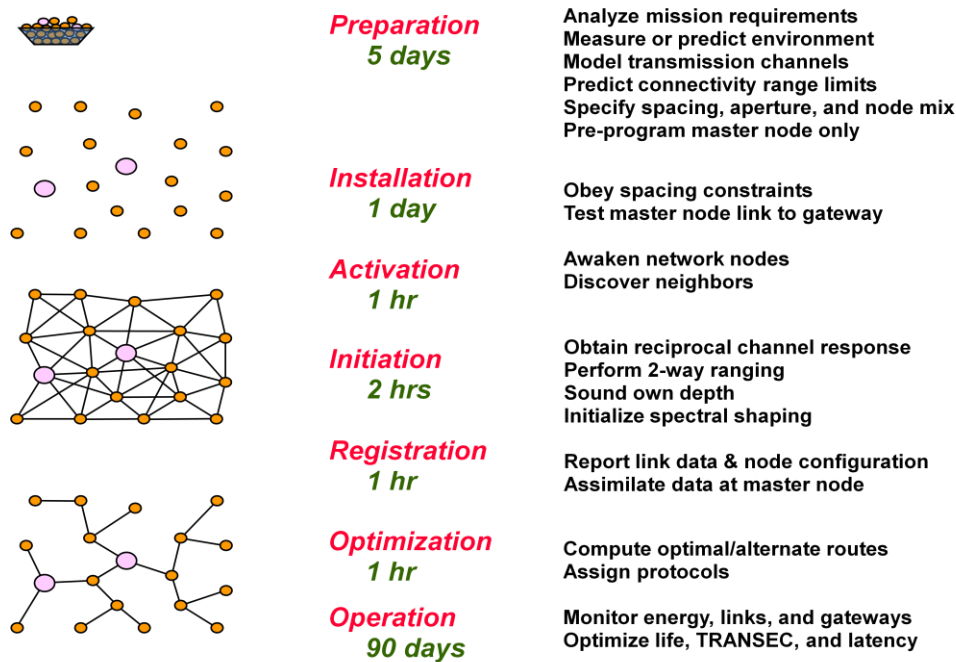 Preparation
5 days
Analyze mission requirements
Measure or predict environment
Model transmission channels
Predict connectivity range limits
Specify spacing, aperture, and node mix
Pre-program master node only
Installation
1 day
Obey spacing constraints
Test master node link to gateway
Activation
1 hr
Awaken network nodes
Discover neighbors
Initiation
2 hrs
Obtain reciprocal channel response
Perform 2-way ranging
Sound own depth
Initialize spectral shaping
Registration
1 hr
Report link data & node configuration
Assimilate data at master node
Optimization
1 hr
Compute optimal/alternate routes
Assign protocols
Operation
90 days
Monitor energy, links, and gateways
Optimize life, TRANSEC, and latency